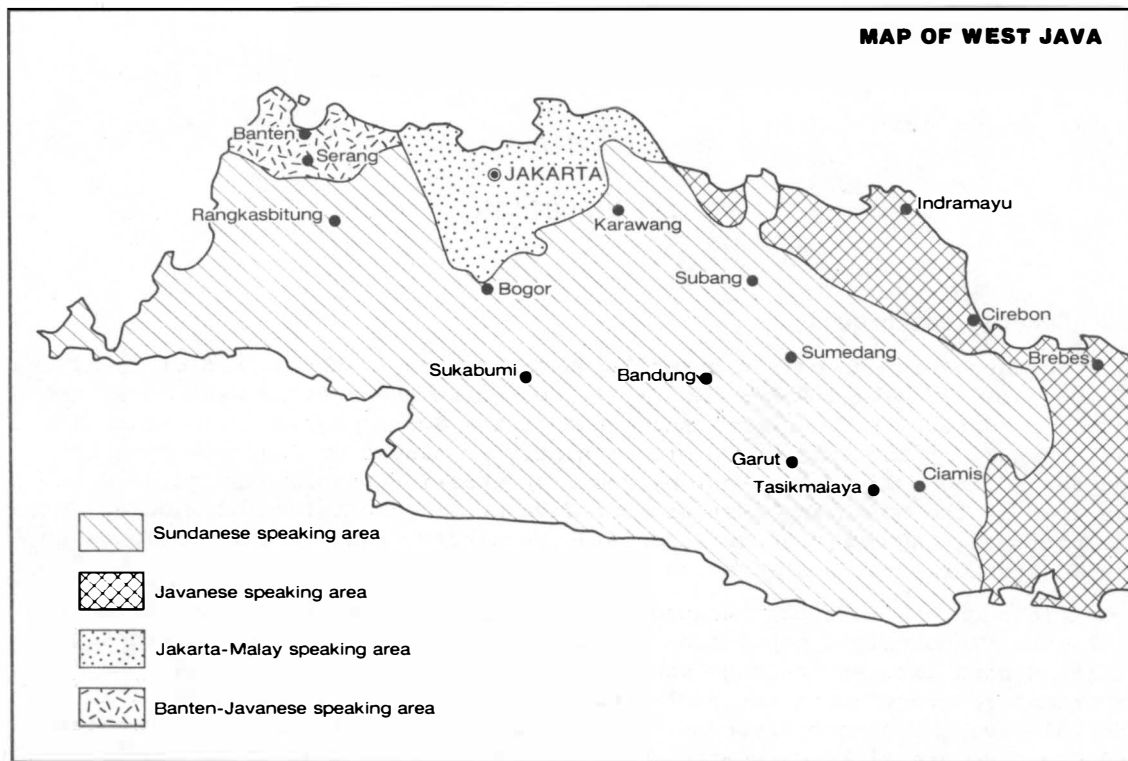 MAP OF WEST JAVA
Banten
Serang
JAKARTA
Rangkasbitung
Karawang
Indramayu
Bogor
Subang
Cirebon
Sumedang
Brebes
Sukabumi
Bandung
Garut
Tasikmalaya
Ciamis
Sundanese speaking area
Javanese speaking area
Jakarta-Malay speaking area
Banten-Javanese speaking area